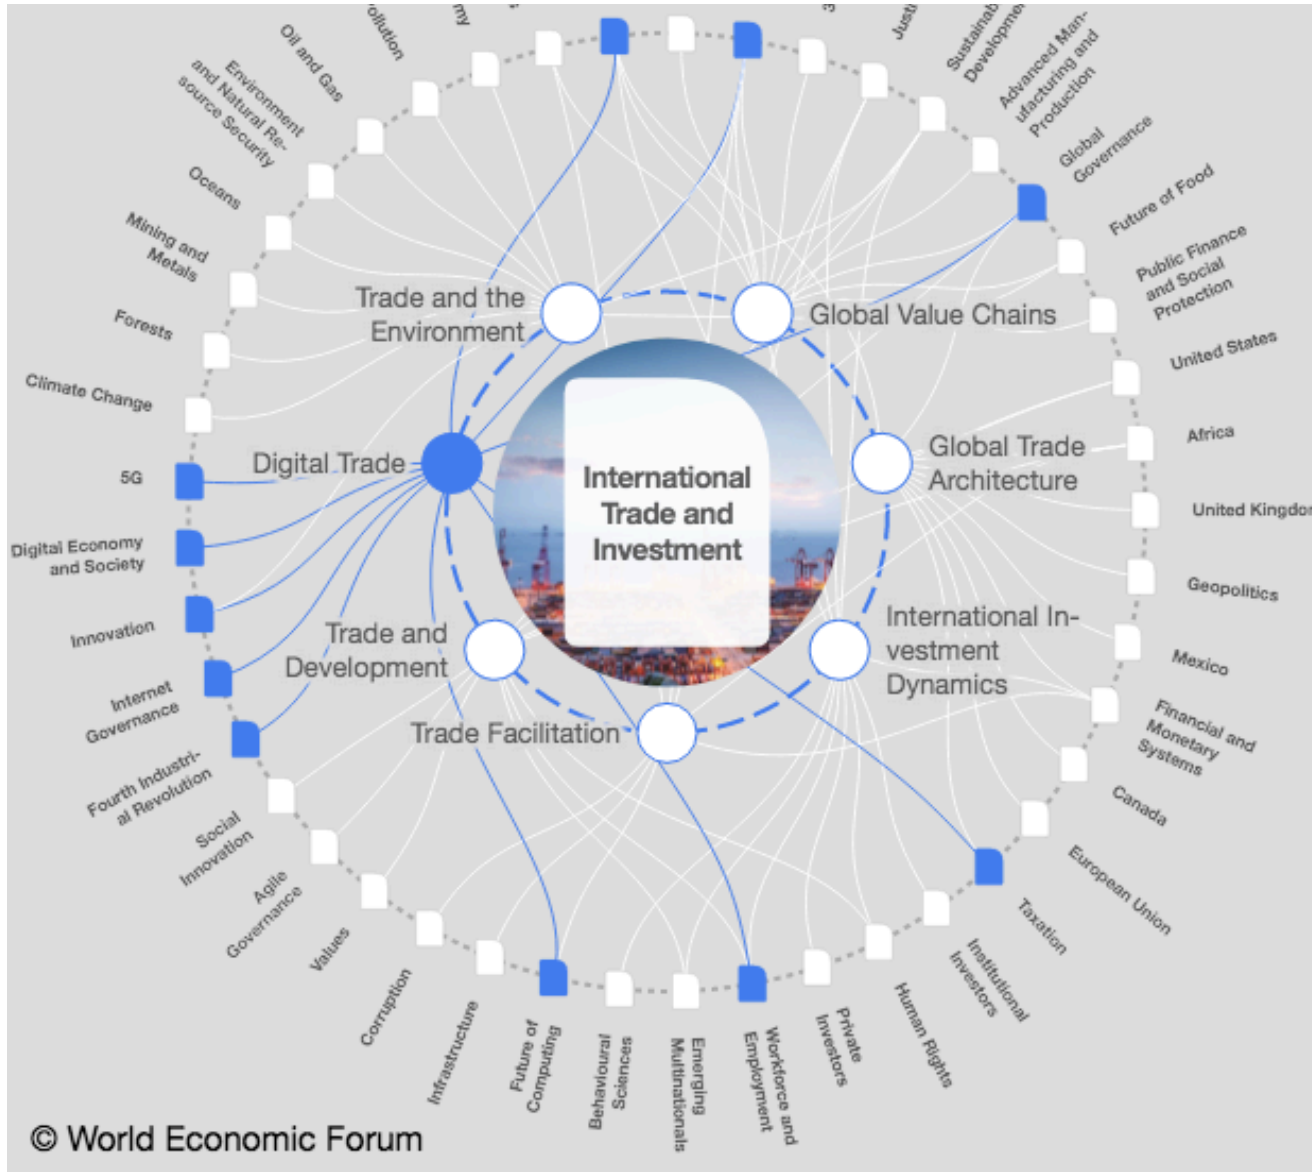 Oil and Gas
Environment
and Natural Re-
source Security
Oceans
Mining and
Metals
Forests
Climate Change
5G
Digital Economy
and Society
Innovation
Internet
Governance
Fourth Industri-
al Revolution
Social
Innovation
Agile
Governance
Values
Corruption
Infrastructure
Future of
Computing
Behavioural
Sciences
Emerging
Multinationals
Workforce and
Employment
Private
Investors
Human Rights
Institutional
Investors
Taxation
European Union
Canada
Financial and
Monetary
Systems
Mexico
Geopolitics
United Kingdo
Africa
United States
Public Finance
and Social
Protection
Future of Food
Global
Governance
Advanced Man-
ufacturing and
Production
Trade and the
Environment
Global Value Chains
Digital Trade
Global Trade
Architecture
International
Trade and
Investment
Trade and
Development
International In-
vestment
Dynamics
Trade Facilitation
© World Economic Forum